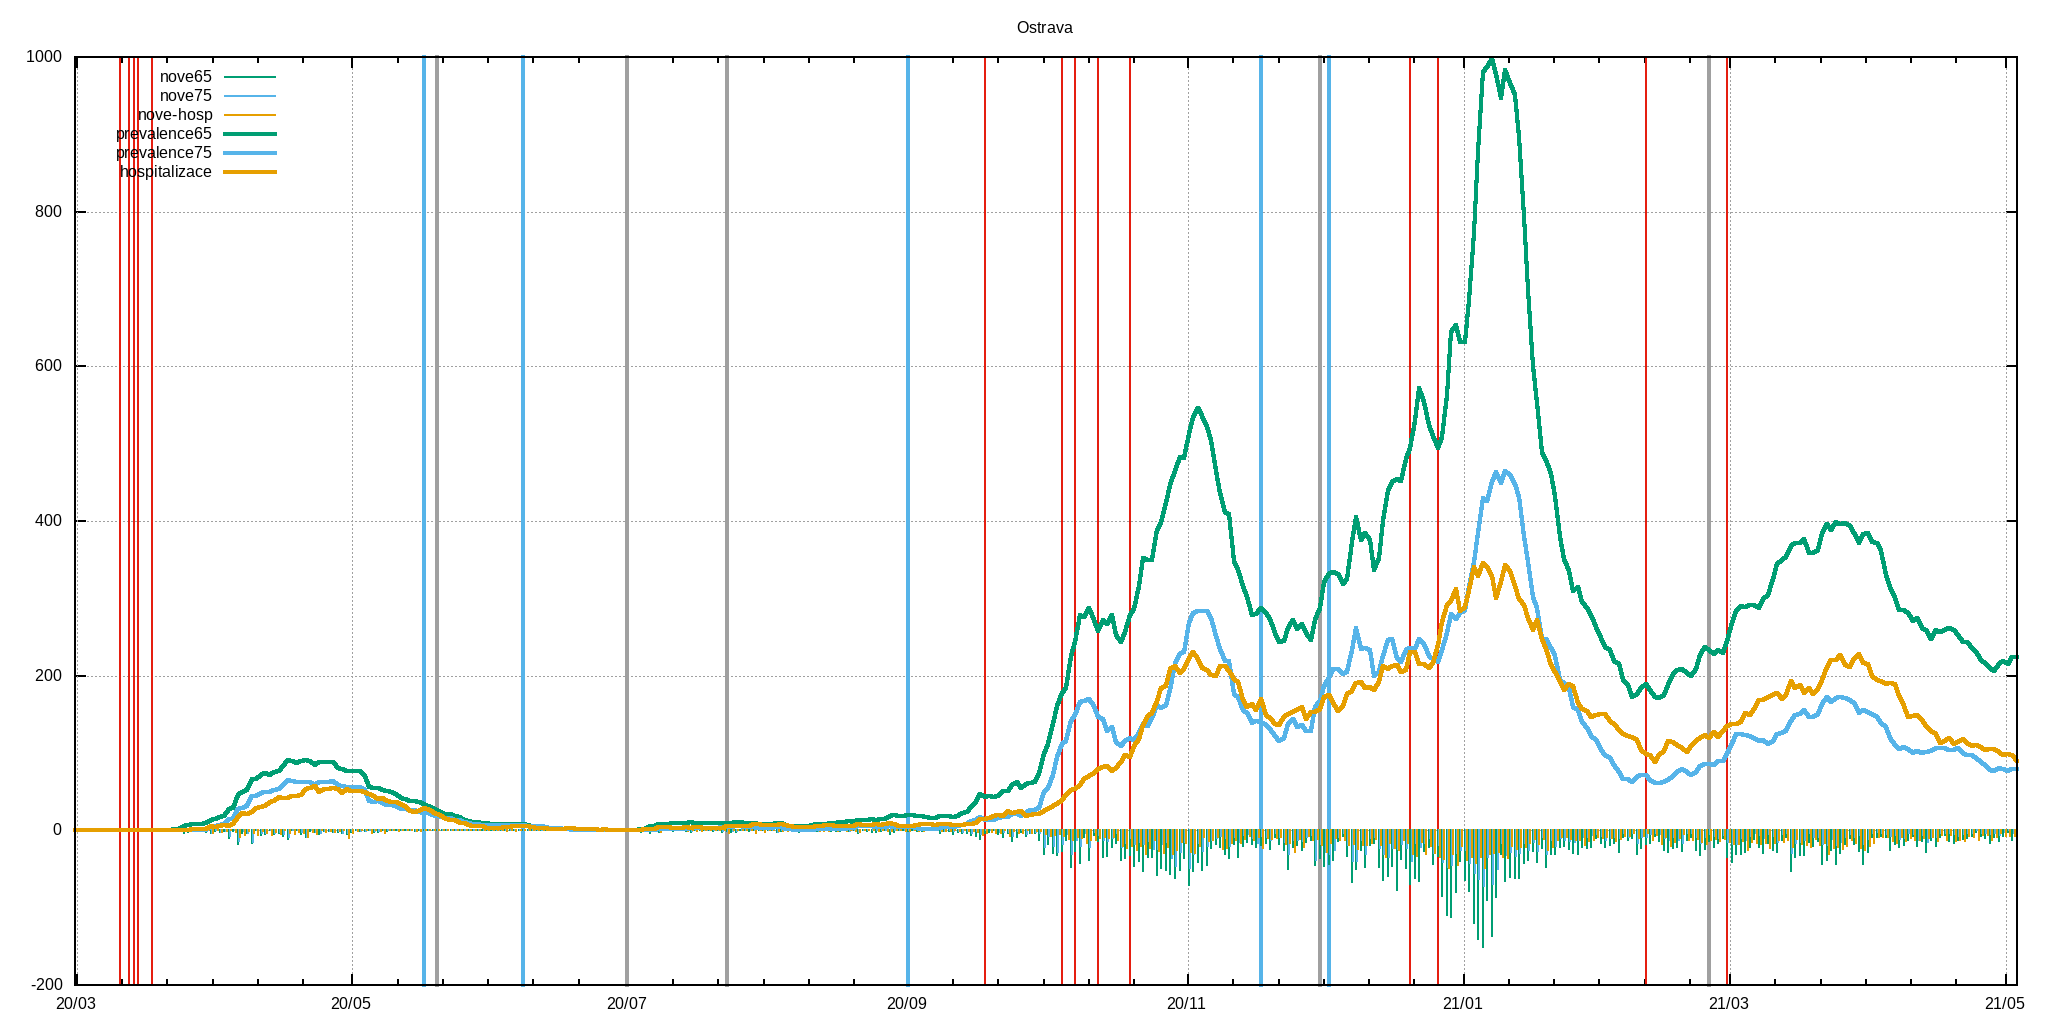 Ostrava
1000
nove65
nove75
nove-hosp
prevalence65
prevalence75
hospitalizace
800
600
400
200
0
-200
20/03 20/05 20/07 20/09 20/11 21/01 21/03 21/05